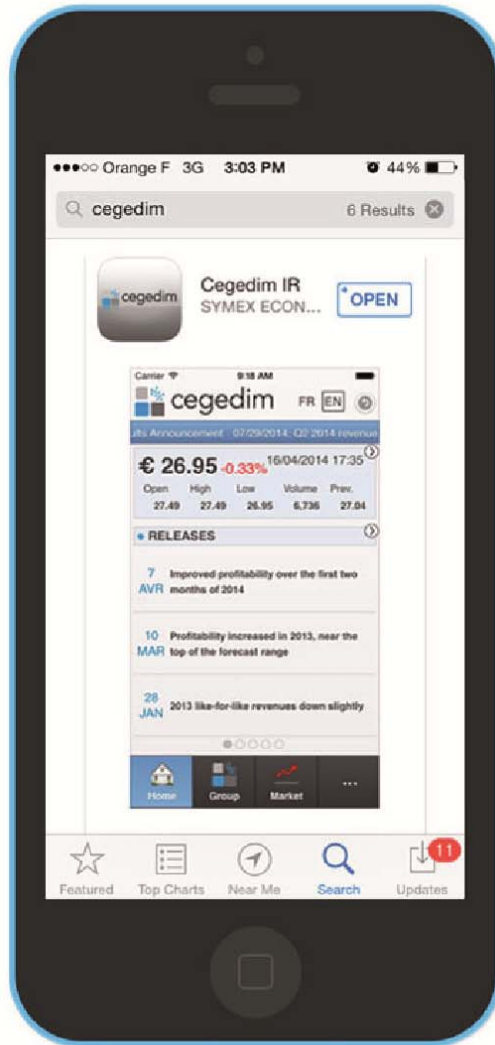 Orange F 3G 3:03 PM 44%
cegedim 6 Results
cegedim
Cegedim IR
SYMEX ECON...
OPEN
Carrier 9:18 AM
cegedim FR EN
ults Announcement 07/29/2014: Q2 2014 revenue
€ 26.95 -0.33% 16/04/2014 17:35
Open High Low Volume Prev.
27.49 27.49 26.95 6,736 27.04
RELEASES
7 AVR Improved profitability over the first two
months of 2014
10 MAR Profitability increased in 2013, near the
top of the forecast range
28 JAN 2013 like-for-like revenues down slightly
Home Group Market ...
11
Featured Top Charts Near Me Search Updates